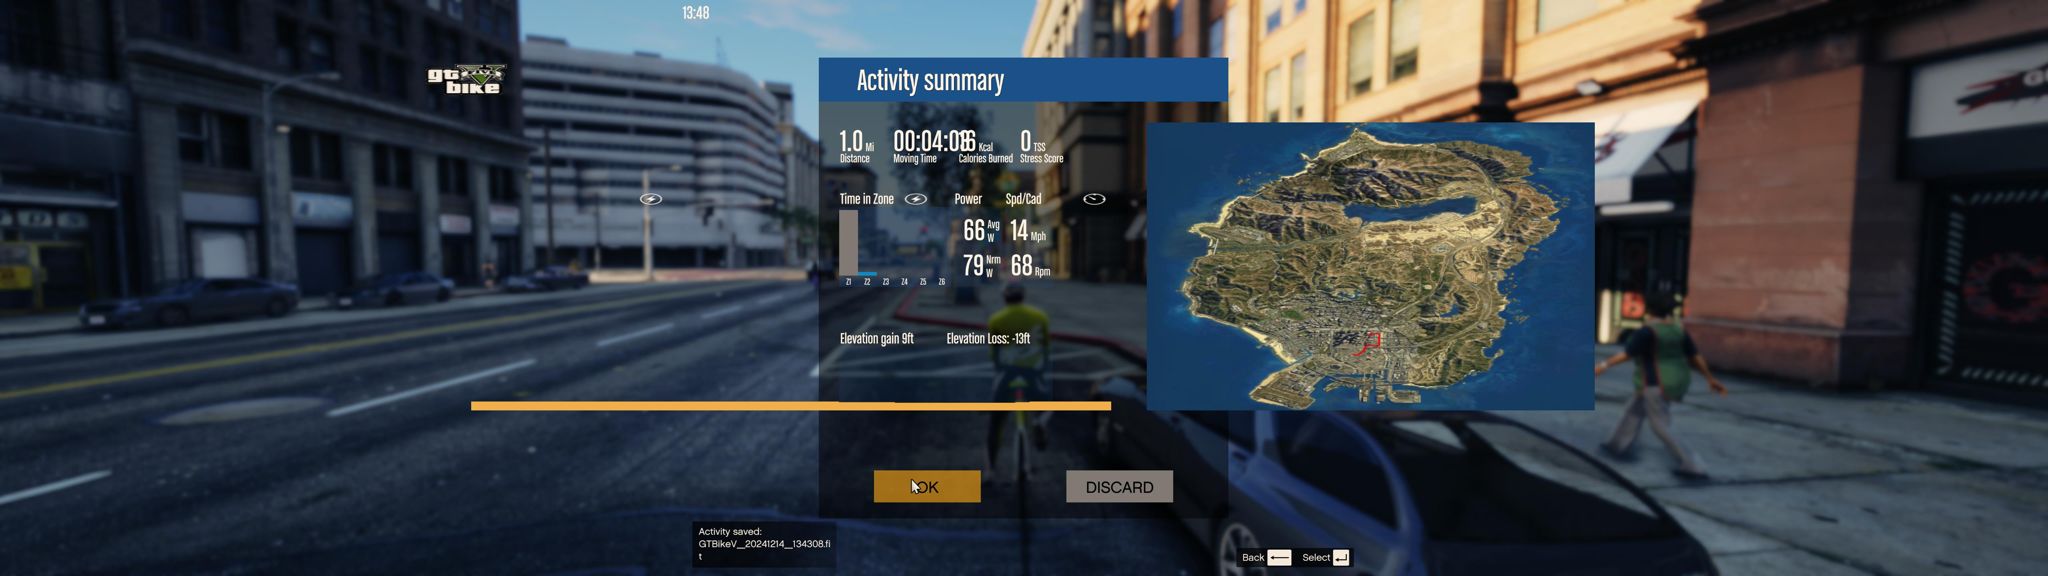 13:48
gt V
bike
Activity summary
1.0 Mi
Distance
00:04:0
Moving Time
36 Kcal
Calories Burned
0 TSS
Stress Score
Time in Zone
Power
Spd/Cad
66 Avg W
14 Mph
79 Nrm W
68 Rpm
Z1 Z2 Z3 Z4 Z5 Z6
Elevation gain 9ft
Elevation Loss: -13ft
OK
DISCARD
Activity saved:
GTBikeV_20241214_134308.fi
t
Back
Select